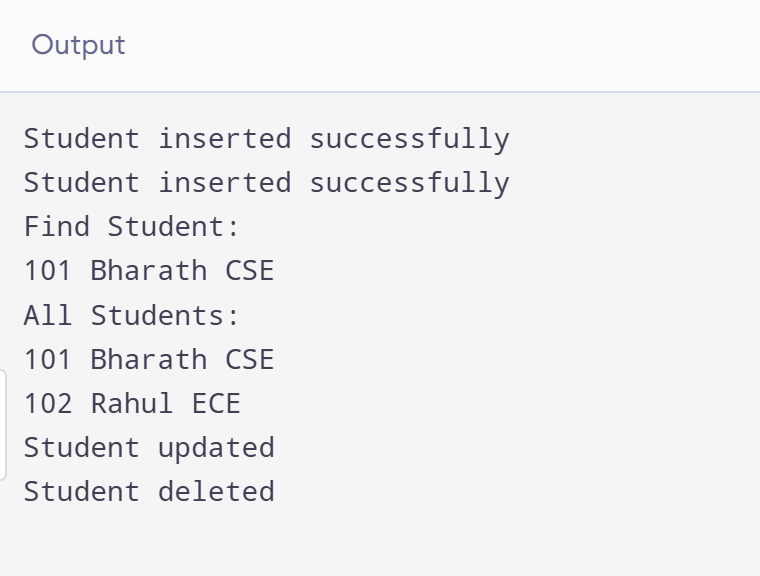 Output
Student inserted successfully
Student inserted successfully
Find Student:
101 Bharath CSE
All Students:
101 Bharath CSE
102 Rahul ECE
Student updated
Student deleted